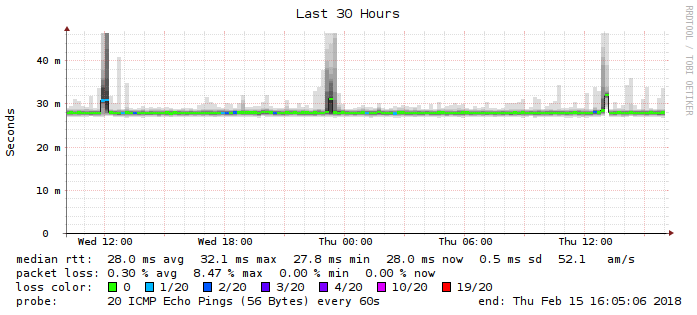 Last 30 Hours
RRDTOOL / TOBI OETIKER
Seconds
40 m
30 m
20 m
10 m
0
Wed 12:00 Wed 18:00 Thu 00:00 Thu 06:00 Thu 12:00
median rtt: 28.0 ms avg 32.1 ms max 27.8 ms min 28.0 ms now 0.5 ms sd 52.1 am/s
packet loss: 0.30 % avg 8.47 % max 0.00 % min 0.00 % now
loss color: 0 1/20 2/20 3/20 4/20 10/20 19/20
probe: 20 ICMP Echo Pings (56 Bytes) every 60s end: Thu Feb 15 16:05:06 2018